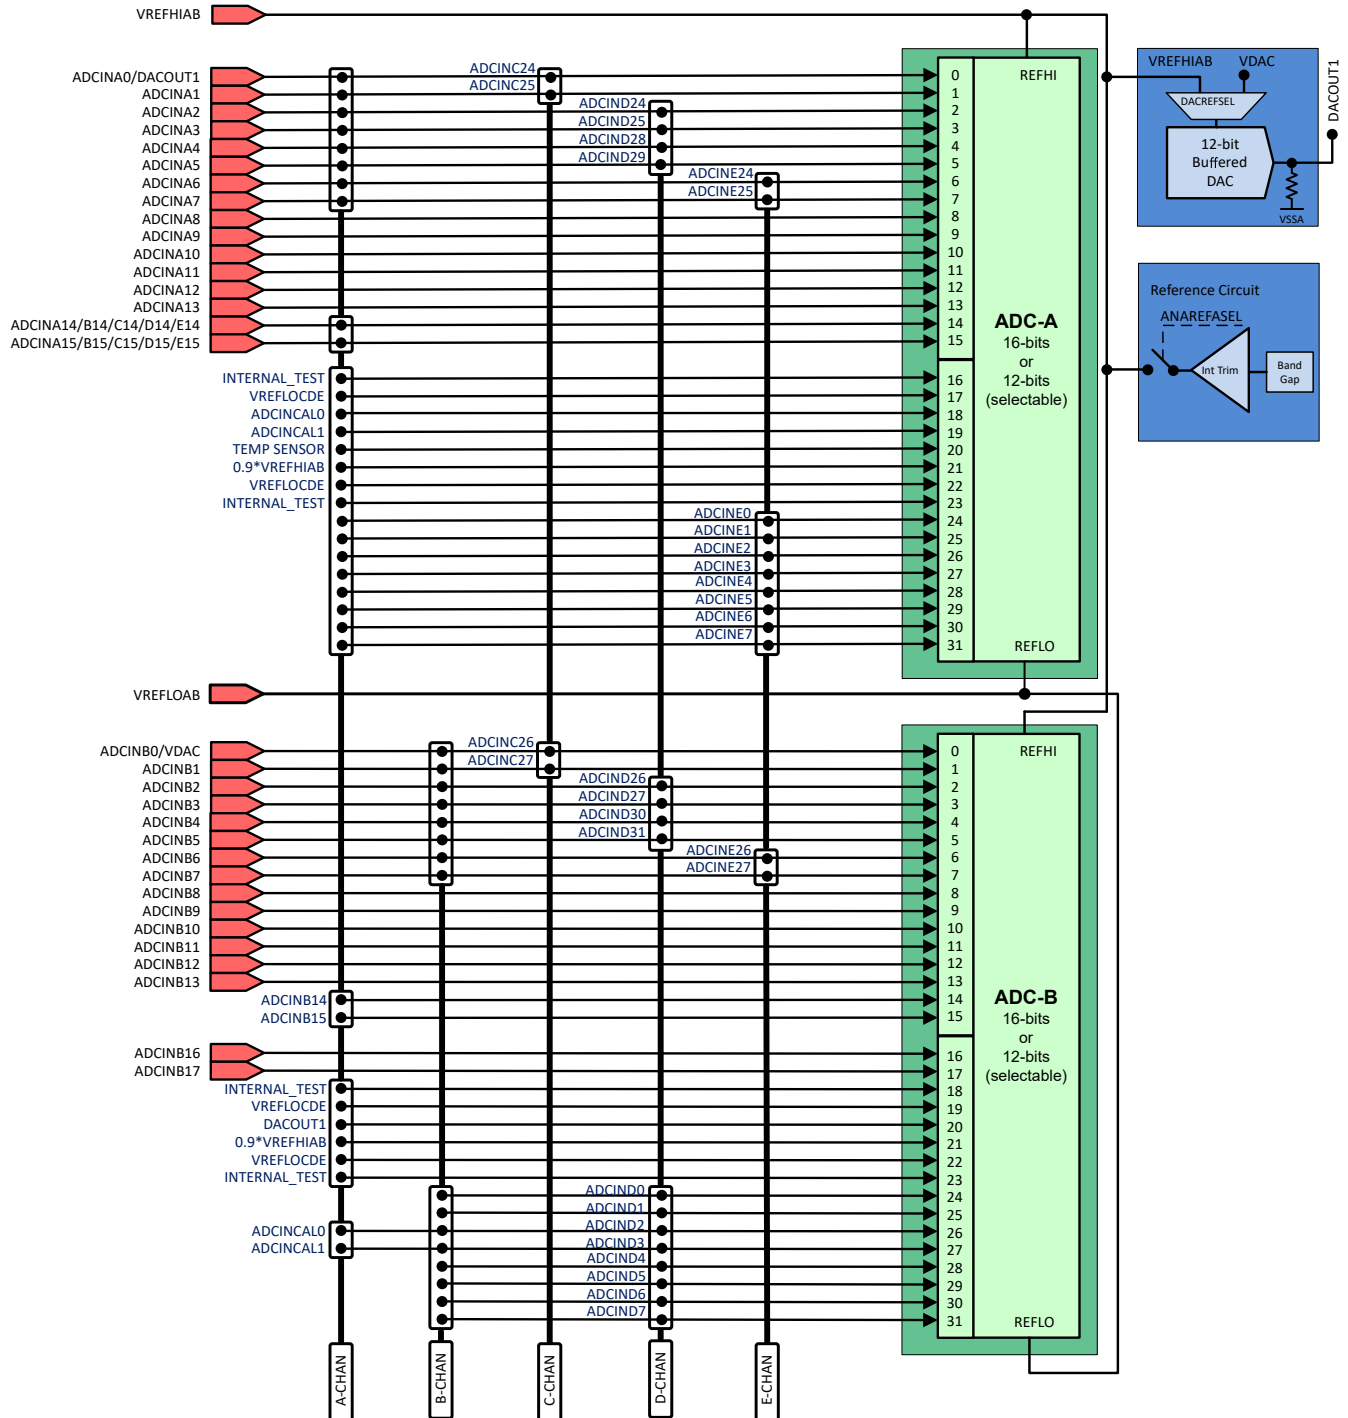 VREFHIAB
ADCINA0/DACOUT1
ADCINA1
ADCINA2
ADCINA3
ADCINA4
ADCINA5
ADCINA6
ADCINA7
ADCINA8
ADCINA9
ADCINA10
ADCINA11
ADCINA12
ADCINA13
ADCINA14/B14/C14/D14/E14
ADCINA15/B15/C15/D15/E15
INTERNAL_TEST
VREFLOCDE
ADCINCAL0
ADCINCAL1
TEMP SENSOR
0.9*VREFHIAB
VREFLOCDE
INTERNAL_TEST
ADCINC24
ADCINC25
ADCIND24
ADCIND25
ADCIND28
ADCIND29
ADCINE24
ADCINE25
ADCINE0
ADCINE1
ADCINE2
ADCINE3
ADCINE4
ADCINE5
ADCINE6
ADCINE7
0
1
2
3
4
5
6
7
8
9
10
11
12
13
14
15
16
17
18
19
20
21
22
23
24
25
26
27
28
29
30
31
REFHI
ADC-A
16-bits
or
12-bits
(selectable)
REFLO
VREFHIAB
VDAC
DACREFSEL
12-bit
Buffered
DAC
VSSA
DACOUT1
Reference Circuit
ANAREFASEL
Int Trim
Band
Gap
VREFLOAB
ADCINB0/VDAC
ADCINB1
ADCINB2
ADCINB3
ADCINB4
ADCINB5
ADCINB6
ADCINB7
ADCINB8
ADCINB9
ADCINB10
ADCINB11
ADCINB12
ADCINB13
ADCINB14
ADCINB15
ADCINB16
ADCINB17
INTERNAL_TEST
VREFLOCDE
DACOUT1
0.9*VREFHIAB
VREFLOCDE
INTERNAL_TEST
ADCINCAL0
ADCINCAL1
ADCINC26
ADCINC27
ADCIND26
ADCIND27
ADCIND30
ADCIND31
ADCINE26
ADCINE27
ADCIND0
ADCIND1
ADCIND2
ADCIND3
ADCIND4
ADCIND5
ADCIND6
ADCIND7
0
1
2
3
4
5
6
7
8
9
10
11
12
13
14
15
16
17
18
19
20
21
22
23
24
25
26
27
28
29
30
31
REFHI
ADC-B
16-bits
or
12-bits
(selectable)
REFLO
A-CHAN
B-CHAN
C-CHAN
D-CHAN
E-CHAN